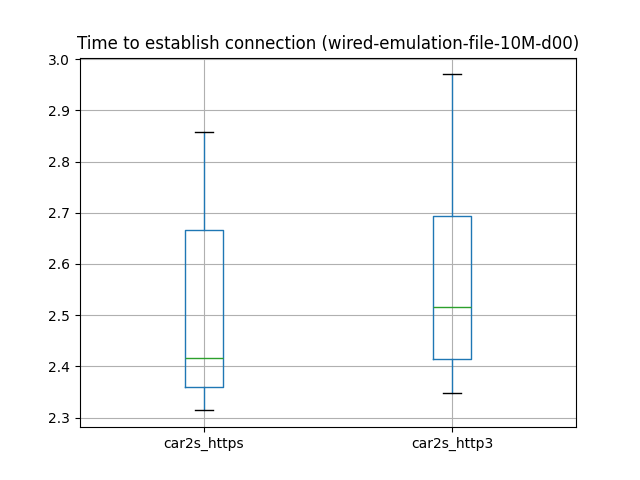 Time to establish connection (wired-emulation-file-10M-d00)
3.0
2.9
2.8
2.7
2.6
2.5
2.4
2.3
car2s_https
car2s_http3